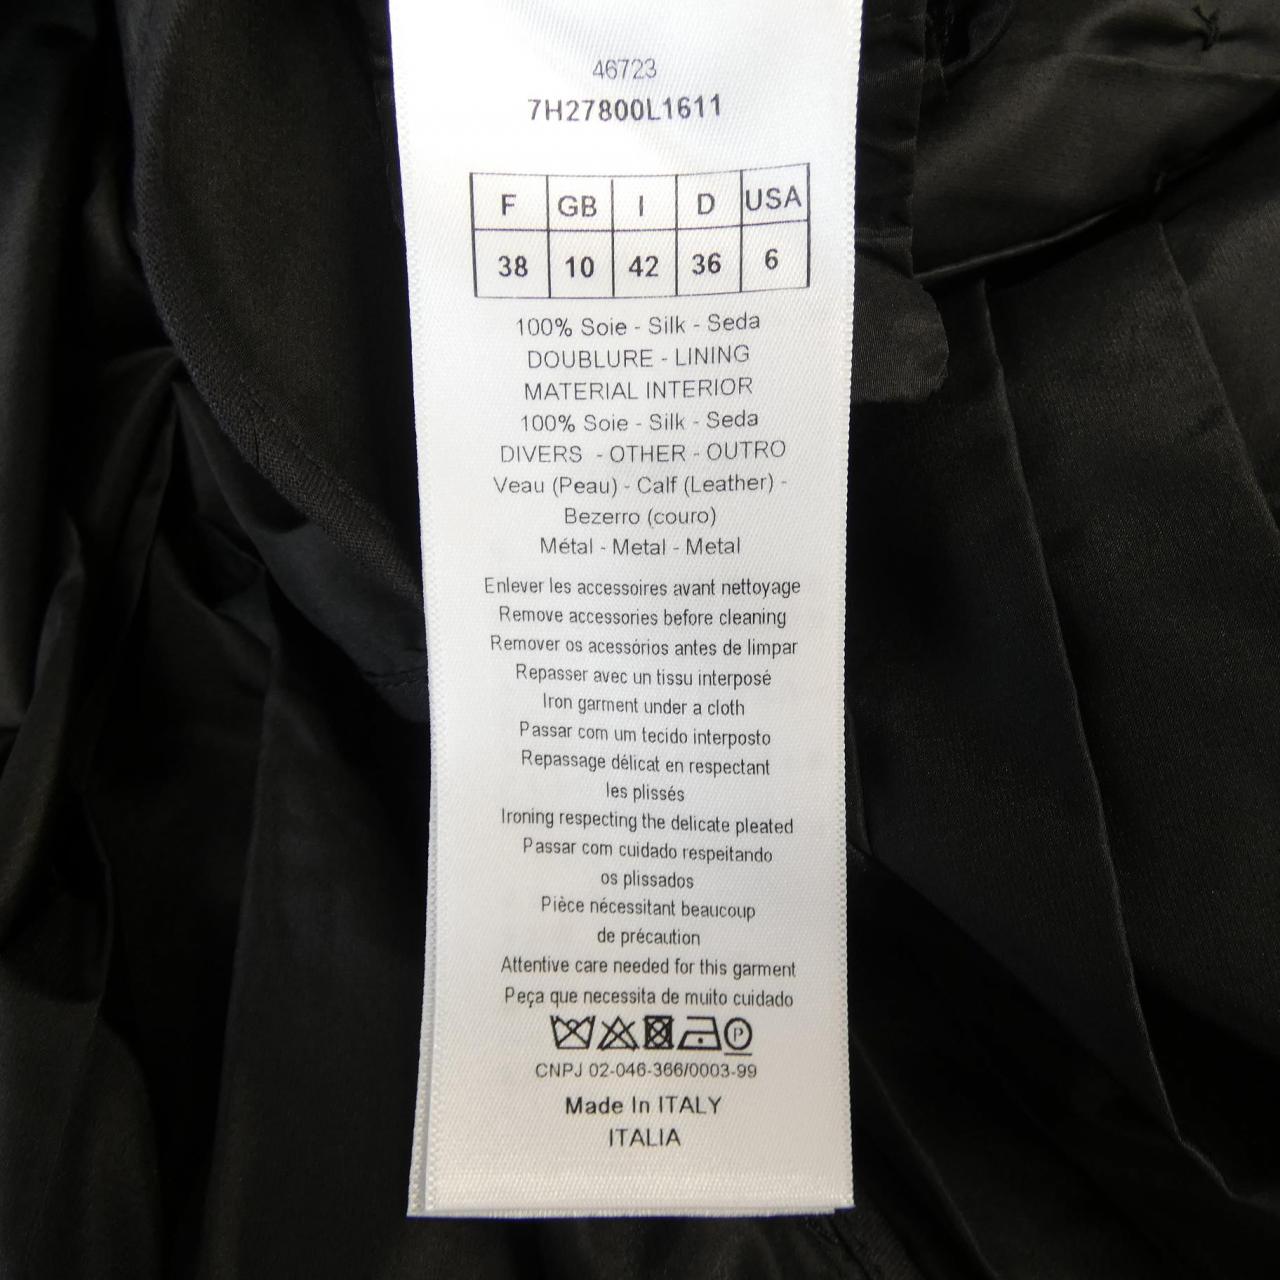 46723
7H27800L1611
F GB I D USA
38 10 42 36 6
100% Soie - Silk - Seda
DOUBLURE - LINING
MATERIAL INTERIOR
100% Soie - Silk - Seda
DIVERS - OTHER - OUTRO
Veau (Peau) - Calf (Leather) -
Bezerro (couro)
Métal - Metal - Metal
Enlever les accessoires avant nettoyage
Remove accessories before cleaning
Remover os acessórios antes de limpar
Repasser avec un tissu interposé
Iron garment under a cloth
Passar com um tecido interposto
Repassage délicat en respectant
les plissés
Ironing respecting the delicate pleated
Passar com cuidado respeitando
os plissados
Pièce nécessitant beaucoup
de précaution
Attentive care needed for this garment
Peça que necessita de muito cuidado
P
CNPJ 02-046-366/0003-99
Made In ITALY
ITALIA